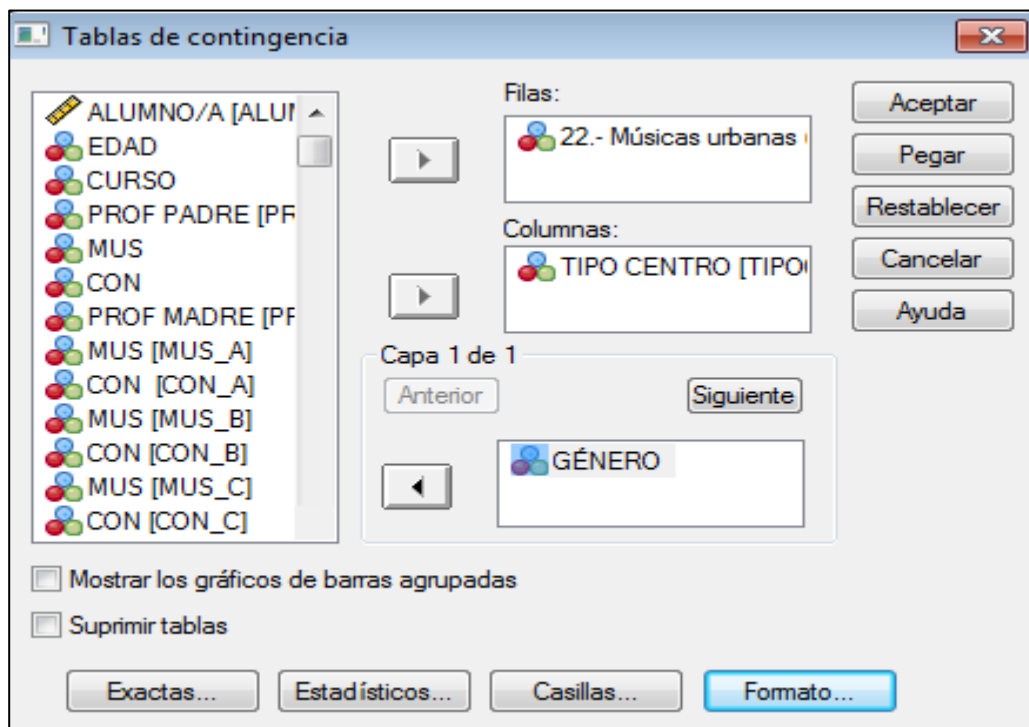 Tablas de contingencia
ALUMNO/A [ALUM
EDAD
CURSO
PROF PADRE [PR
MUS
CON
PROF MADRE [PF
MUS [MUS_A]
CON [CON_A]
MUS [MUS_B]
CON [CON_B]
MUS [MUS_C]
CON [CON_C]
Filas:
22.- Músicas urbanas
Columnas:
TIPO CENTRO [TIPO
Capa 1 de 1
Anterior
Siguiente
GÉNERO
Aceptar
Pegar
Restablecer
Cancelar
Ayuda
Mostrar los gráficos de barras agrupadas
Suprimir tablas
Exactas...
Estadísticos...
Casillas...
Formato...